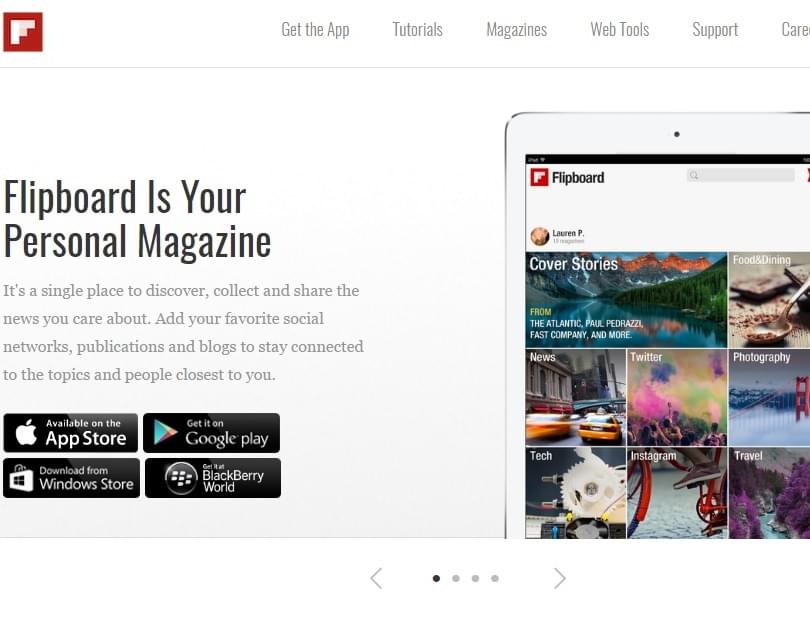 Get the App
Tutorials
Magazines
Web Tools
Support
Caree
Flipboard Is Your
Personal Magazine
It's a single place to discover, collect and share the
news you care about. Add your favorite social
networks, publications and blogs to stay connected
to the topics and people closest to you.
Available on the
App Store
Get it on
Google play
Download from
Windows Store
Get it at
BlackBerry
World
iPad
Flipboard
Lauren P.
Cover Stories
FROM
THE ATLANTIC, PAUL PEDRAZZI,
FAST COMPANY, AND MORE.
Food&Dining
News
Twitter
Photography
Tech
Instagram
Travel